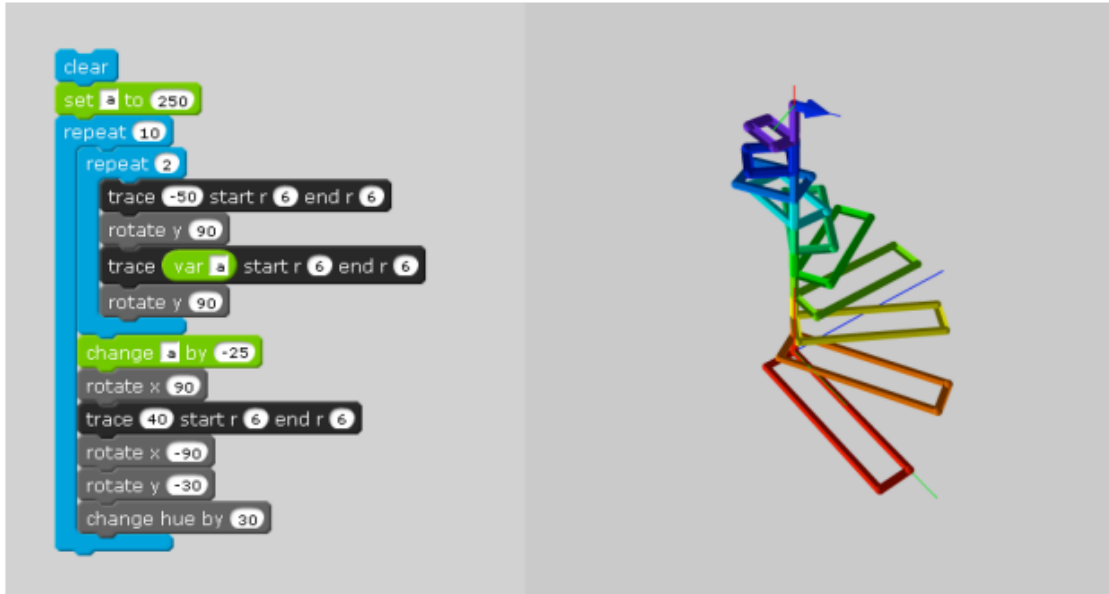 clear
set a to 250
repeat 10
repeat 2
trace -50 start r 6 end r 6
rotate y 90
trace var a start r 6 end r 6
rotate y 90
change a by -25
rotate x 90
trace 40 start r 6 end r 6
rotate x -90
rotate y -30
change hue by 30